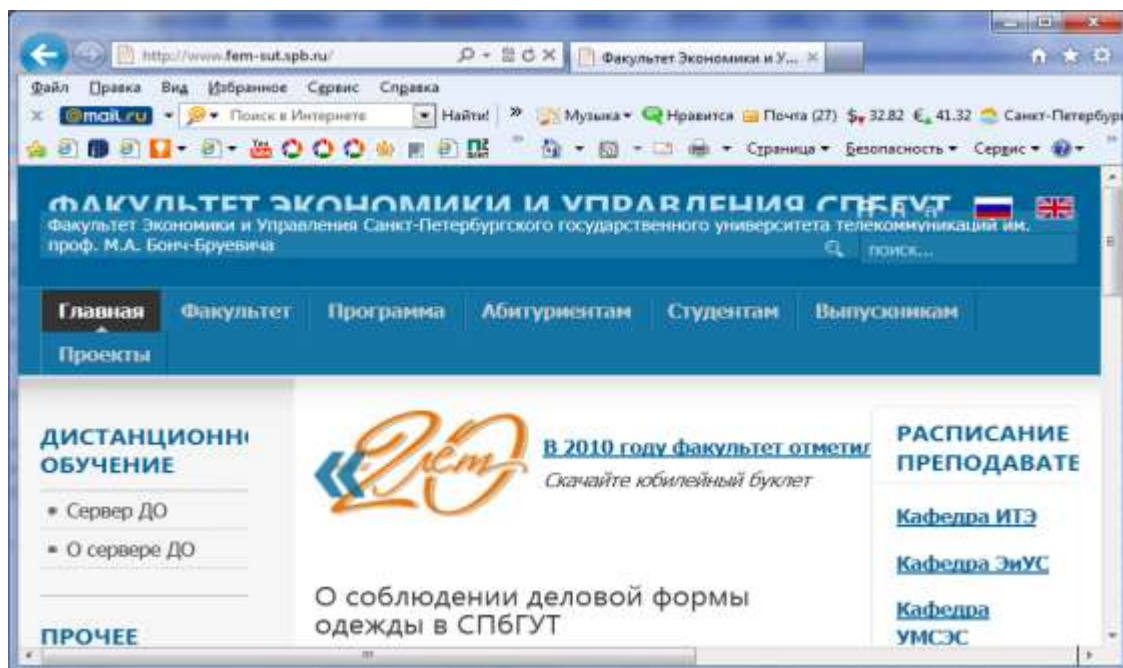 http://www.fem-sut.spb.ru/
Факультет Экономики и У...
Файл Правка Вид Избранное Сервис Справка
@mail.ru Поиск в Интернете Найти! » Музыка Нравится Почта (27) $ 32.82 € 41.32 Санкт-Петербур
Страница Безопасность Сервис
ФАКУЛЬТЕТ ЭКОНОМИКИ И УПРАВЛЕНИЯ СПБГУТ
Факультет Экономики и Управления Санкт-Петербургского государственного университета телекоммуникаций им.
проф. М.А. Бонч-Бруевича
поиск...
Главная Факультет Программа Абитуриентам Студентам Выпускникам
Проекты
ДИСТАНЦИОНН
ОБУЧЕНИЕ
• Сервер ДО
• О сервере ДО
ПРОЧЕЕ
20 лет
В 2010 году факультет отметил
Скачайте юбилейный буклет
О соблюдении деловой формы
одежды в СПбГУТ
РАСПИСАНИЕ
ПРЕПОДАВАТЕ
Кафедра ИТЭ
Кафедра ЭиУС
Кафедра
УМСЭС